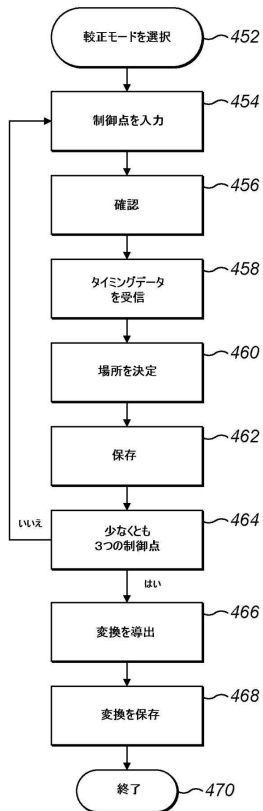 較正モードを選択
452
454
制御点を入力
456
確認
458
タイミングデータ
を受信
460
場所を決定
462
保存
464
少なくとも
3つの制御点
いいえ
はい
466
変換を導出
468
変換を保存
終了
470